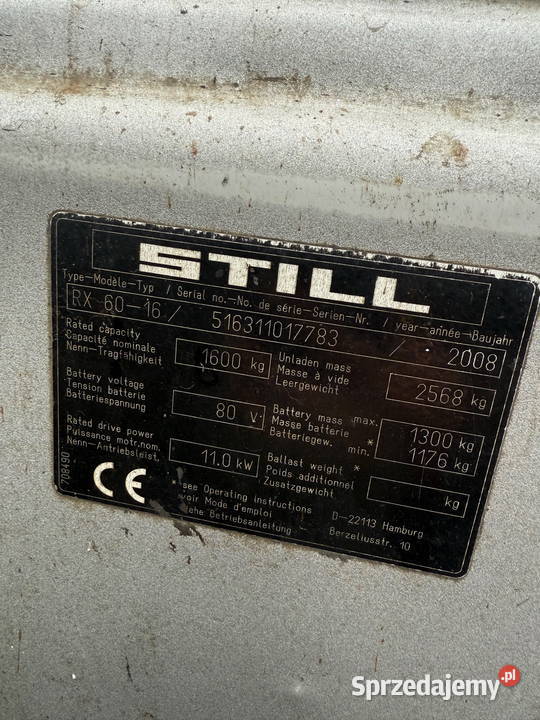 STILL
Type-Modèle-Typ / Serial no.-No. de série-Serien-Nr. / year-année-Baujahr
RX 60-16 / 516311017783 / 2008
Rated capacity
Capacité nominale
Nenn-Tragfähigkeit
1600 kg
Unladen mass
Masse à vide
Leergewicht
2568 kg
Battery voltage
Tension batterie
Batteriespannung
80 V
Battery mass max.
Masse batterie *
Batteriegew. min.
1300 kg
1176 kg
Rated drive power
Puissance motr.nom.
Nenn-Antriebsleist.
11.0 kW
Ballast weight *
Poids additionnel
Zusatzgewicht
kg
708490
CE
*see Operating instructions
voir Mode d'emploi
siehe Betriebsanleitung
D-22113 Hamburg
Berzeliusstr. 10
Sprzedajemy.pl